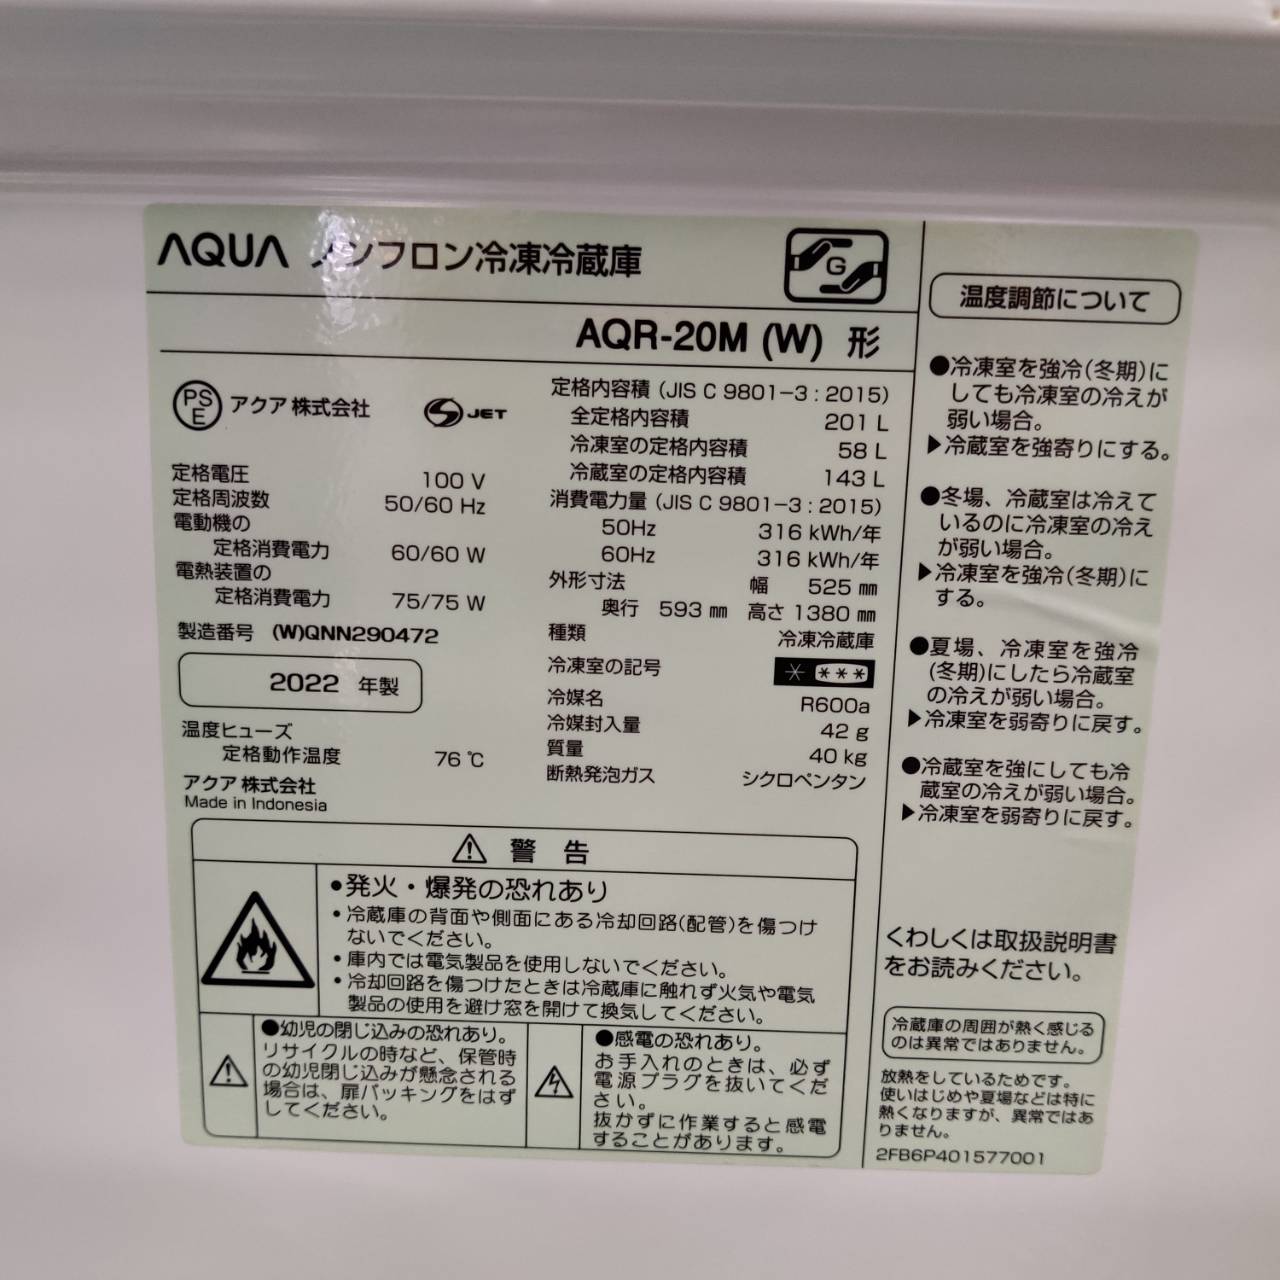 AQUA ノンフロン冷凍冷蔵庫
G
AQR-20M (W) 形
PS
E
アクア 株式会社
S JET
定格電圧 100 V
定格周波数 50/60 Hz
電動機の
定格消費電力 60/60 W
電熱装置の
定格消費電力 75/75 W
製造番号 (W)QNN290472
2022 年製
温度ヒューズ
定格動作温度 76 ℃
アクア 株式会社
Made in Indonesia
定格内容積 (JIS C 9801-3 : 2015)
全定格内容積 201 L
冷凍室の定格内容積 58 L
冷蔵室の定格内容積 143 L
消費電力量 (JIS C 9801-3 : 2015)
50Hz 316 kWh/年
60Hz 316 kWh/年
外形寸法 幅 525 ㎜
奥行 593 ㎜ 高さ 1380 ㎜
種類 冷凍冷蔵庫
冷凍室の記号 * ***
冷媒名 R600a
冷媒封入量 42 g
質量 40 kg
断熱発泡ガス シクロペンタン
警 告
●発火・爆発の恐れあり
・冷蔵庫の背面や側面にある冷却回路(配管)を傷つけ
ないでください。
・庫内では電気製品を使用しないでください。
・冷却回路を傷つけたときは冷蔵庫に触れず火気や電気
製品の使用を避け窓を開けて換気してください。
●幼児の閉じ込みの恐れあり。
リサイクルの時など、保管時
の幼児閉じ込みが懸念される
場合は、扉パッキングをはず
してください。
●感電の恐れあり。
お手入れのときは、必ず
電源プラグを抜いてくだ
さい。
抜かずに作業すると感電
することがあります。
温度調節について
●冷凍室を強冷(冬期)に
しても冷凍室の冷えが
弱い場合。
▶冷蔵室を強寄りにする。
●冬場、冷蔵室は冷えて
いるのに冷凍室の冷え
が弱い場合。
▶冷凍室を強冷(冬期)に
する。
●夏場、冷凍室を強冷
(冬期)にしたら冷蔵室
の冷えが弱い場合。
▶冷凍室を弱寄りに戻す。
●冷蔵室を強にしても冷
蔵室の冷えが弱い場合。
▶冷凍室を弱寄りに戻す。
くわしくは取扱説明書
をお読みください。
冷蔵庫の周囲が熱く感じる
のは異常ではありません。
放熱をしているためです。
使いはじめや夏場などは特に
熱くなりますが、異常ではあ
りません。
2FB6P401577001